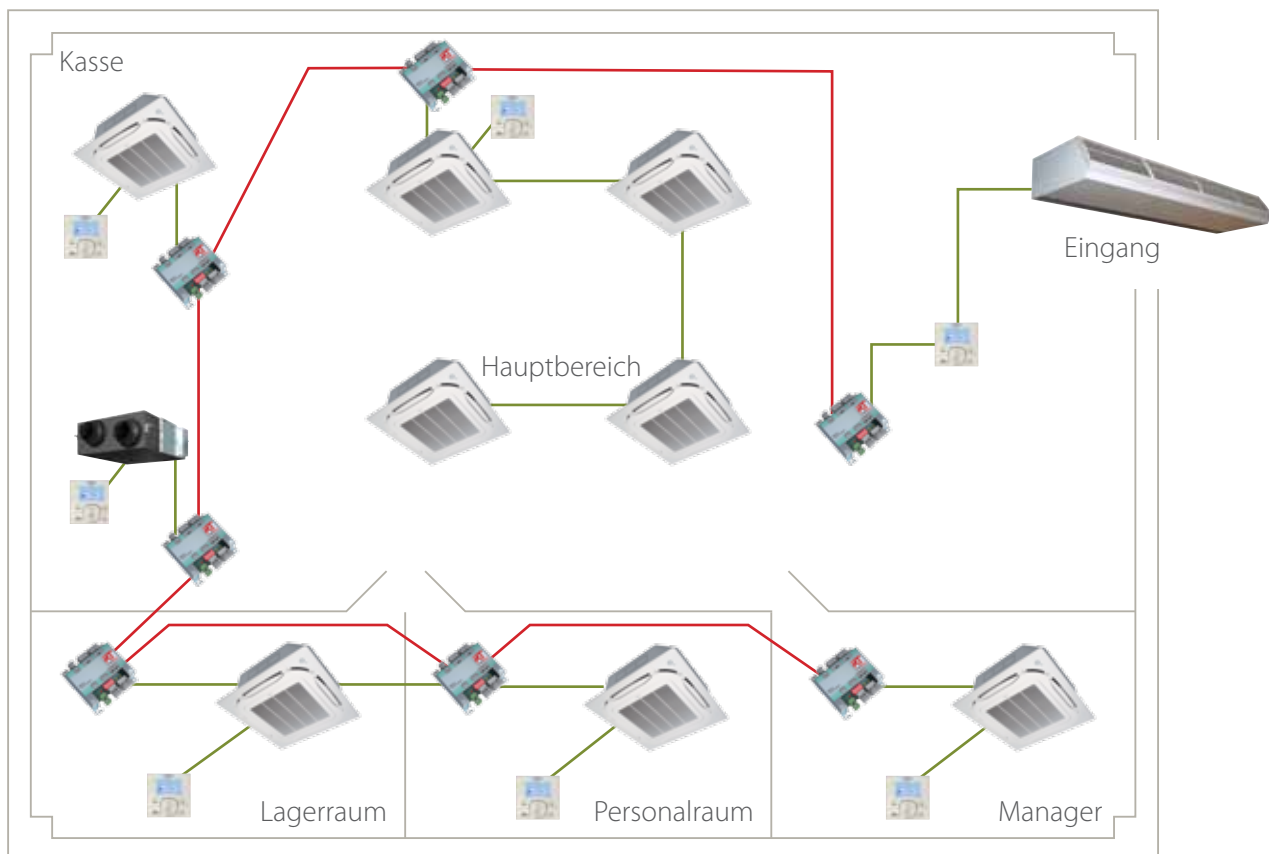 Kasse
Eingang
Hauptbereich
Lagerraum
Personalraum
Manager